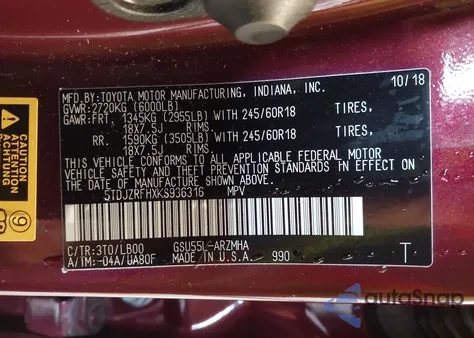 MFD.BY:TOYOTA MOTOR MANUFACTURING, INDIANA, INC. 10/18
GVWR:2720KG (6000LB)
GAWR:FRT. 1345KG (2955LB) WITH 245/60R18 TIRES,
18X7.5J RIMS.
RR. 1590KG (3505LB) WITH 245/60R18 TIRES,
18X7.5J RIMS.
THIS VEHICLE CONFORMS TO ALL APPLICABLE FEDERAL MOTOR
VEHICLE SAFETY AND THEFT PREVENTION STANDARDS IN EFFECT ON
THE DATE OF MANUFACTURE SHOWN ABOVE.
5TDJZRFHXKS936316 MPV
C/TR:3T0/LB00 GSU55L-ARZMHA
A/TM:-04A/UA80F MADE IN U.S.A. 990 T
CAUTION
ATTENTION
ACHTUNG
autoSnap